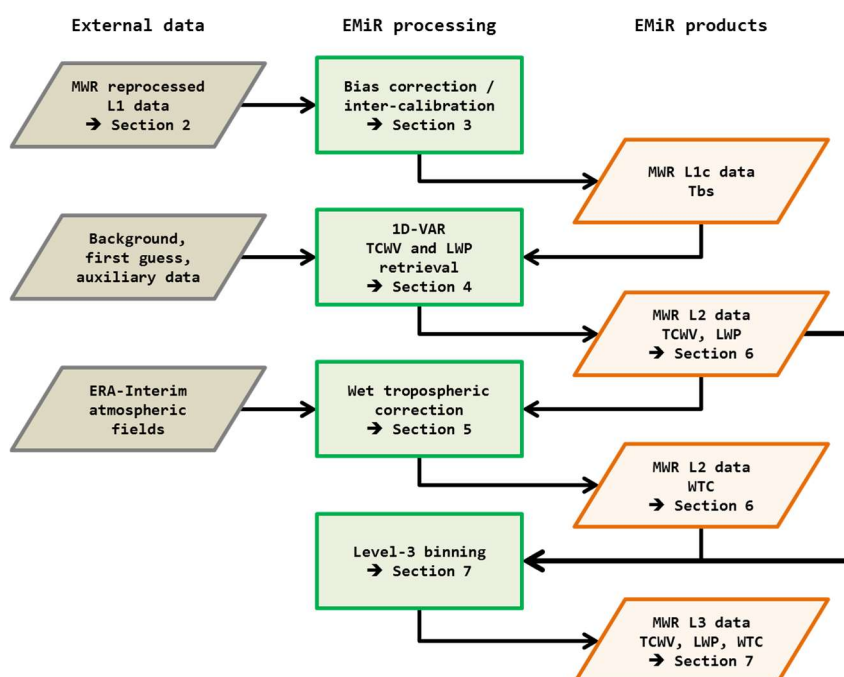 External data
EMiR processing
EMiR products
MWR reprocessed
L1 data
➔ Section 2
Bias correction /
inter-calibration
➔ Section 3
MWR L1c data
Tbs
Background,
first guess,
auxiliary data
1D-VAR
TCWV and LWP
retrieval
➔ Section 4
MWR L2 data
TCWV, LWP
➔ Section 6
ERA-Interim
atmospheric
fields
Wet tropospheric
correction
➔ Section 5
MWR L2 data
WTC
➔ Section 6
Level-3 binning
➔ Section 7
MWR L3 data
TCWV, LWP, WTC
➔ Section 7